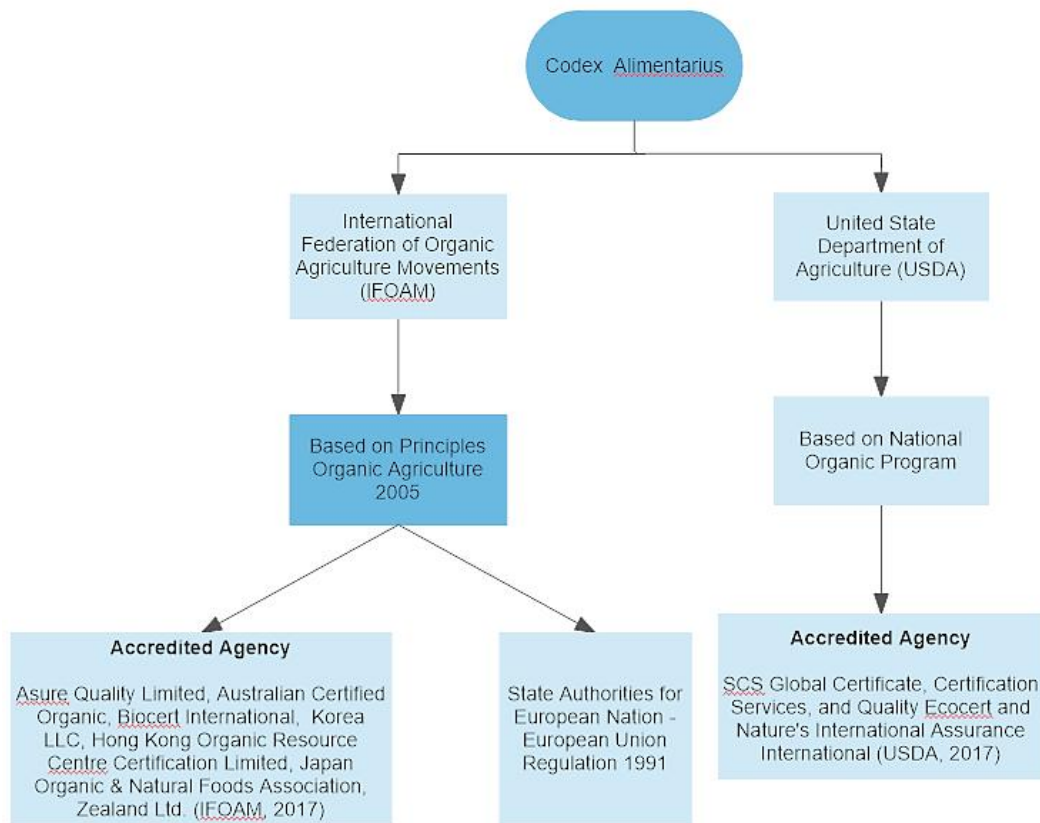 Codex Alimentarius
International
Federation of Organic
Agriculture Movements
(IFOAM)
United State
Department of
Agriculture (USDA)
Based on Principles
Organic Agriculture
2005
Based on National
Organic Program
Accredited Agency
Asure Quality Limited, Australian Certified
Organic, Biocert International, Korea
LLC, Hong Kong Organic Resource
Centre Certification Limited, Japan
Organic & Natural Foods Association,
Zealand Ltd. (IFOAM, 2017)
State Authorities for
European Nation -
European Union
Regulation 1991
Accredited Agency
SCS Global Certificate, Certification
Services, and Quality Ecocert and
Nature's International Assurance
International (USDA, 2017)